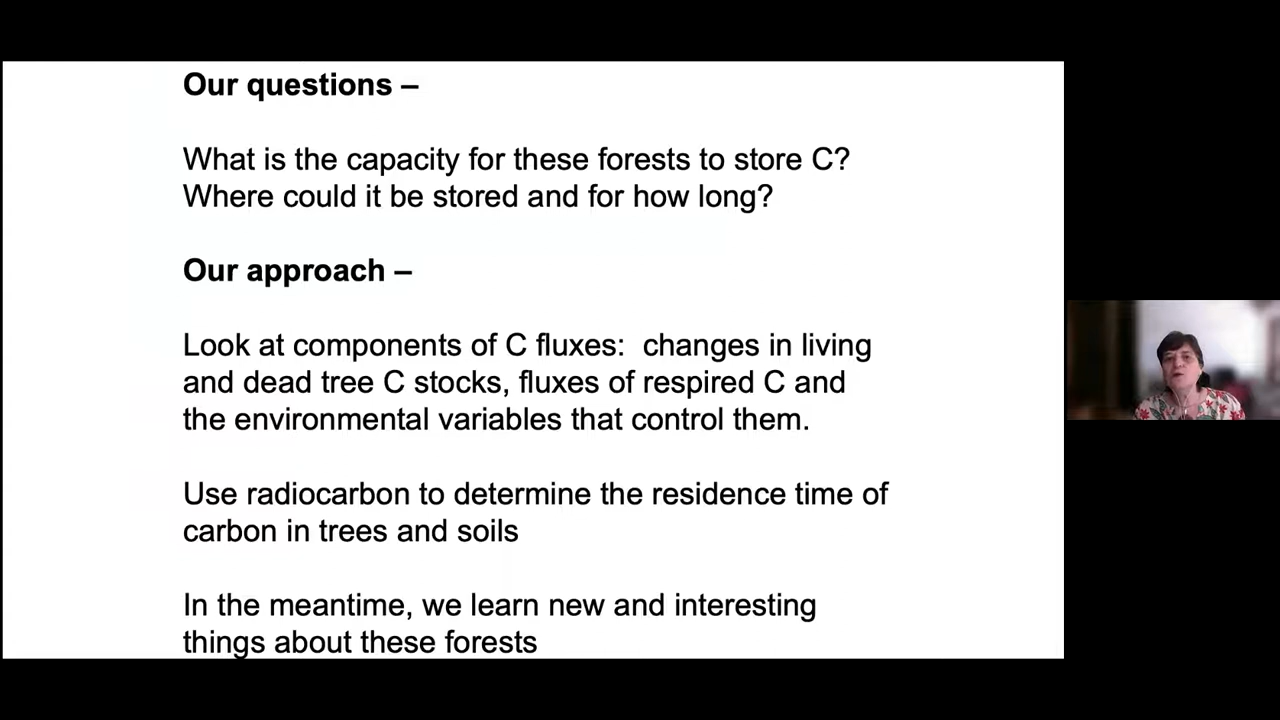 Our questions –
What is the capacity for these forests to store C?
Where could it be stored and for how long?
Our approach –
Look at components of C fluxes:  changes in living
and dead tree C stocks, fluxes of respired C and
the environmental variables that control them.
Use radiocarbon to determine the residence time of
carbon in trees and soils
In the meantime, we learn new and interesting
things about these forests